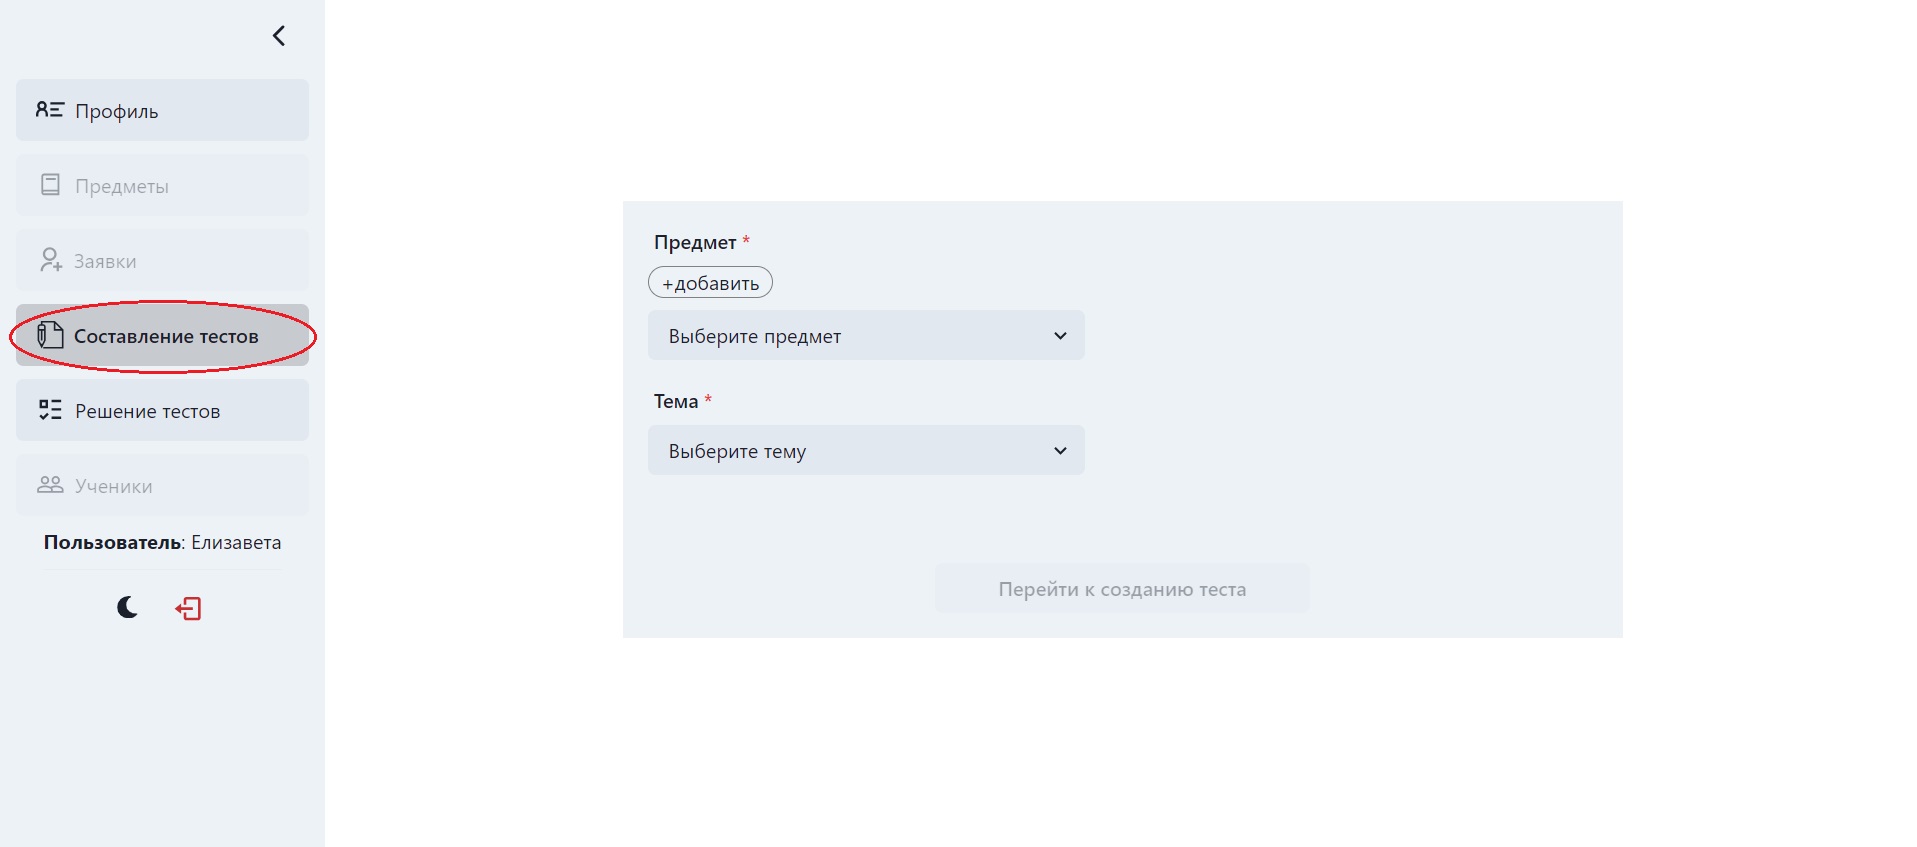 Профиль
Предметы
Заявки
Составление тестов
Решение тестов
Ученики
Пользователь: Елизавета
Предмет *
+добавить
Выберите предмет
Тема *
Выберите тему
Перейти к созданию теста